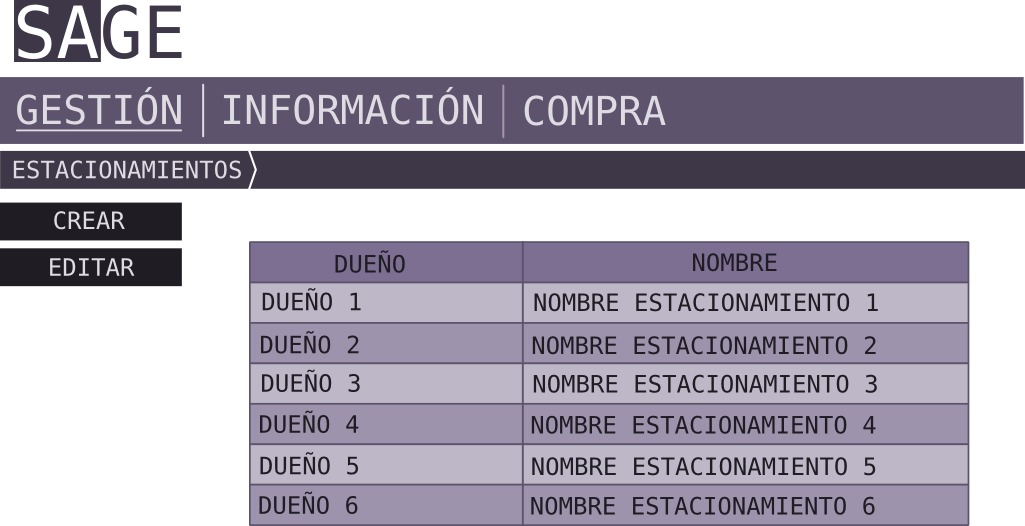 SAGE
GESTIÓN INFORMACIÓN COMPRA
ESTACIONAMIENTOS
CREAR
EDITAR
DUEÑO NOMBRE
DUEÑO 1 NOMBRE ESTACIONAMIENTO 1
DUEÑO 2 NOMBRE ESTACIONAMIENTO 2
DUEÑO 3 NOMBRE ESTACIONAMIENTO 3
DUEÑO 4 NOMBRE ESTACIONAMIENTO 4
DUEÑO 5 NOMBRE ESTACIONAMIENTO 5
DUEÑO 6 NOMBRE ESTACIONAMIENTO 6